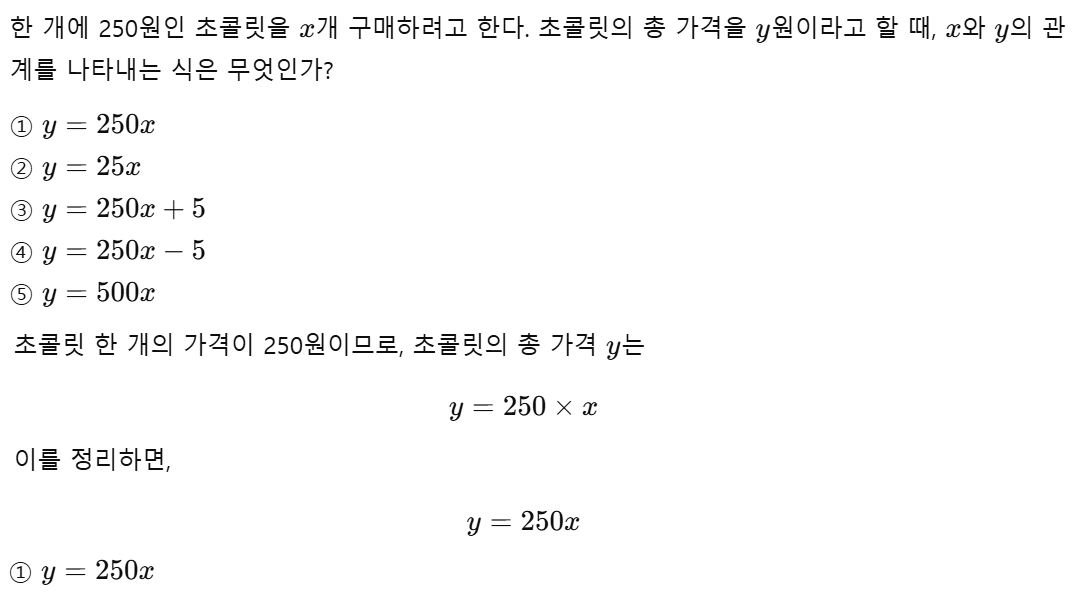 한 개에 250원인 초콜릿을 x개 구매하려고 한다. 초콜릿의 총 가격을 y원이라고 할 때, x와 y의 관
계를 나타내는 식은 무엇인가?
① y = 250x
② y = 25x
③ y = 250x + 5
④ y = 250x − 5
⑤ y = 500x
초콜릿 한 개의 가격이 250원이므로, 초콜릿의 총 가격 y는
y = 250 × x
이를 정리하면,
y = 250x
① y = 250x